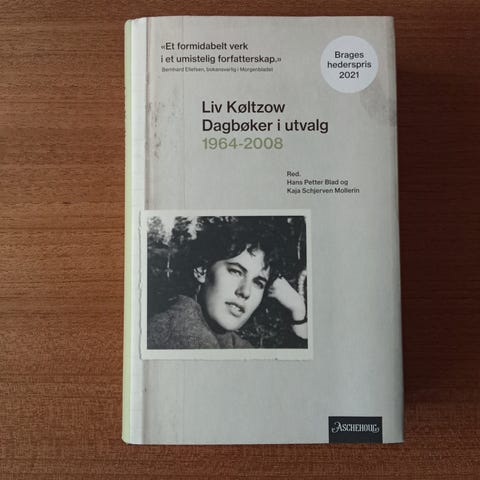 «Et formidabelt verk
i et umistelig forfatterskap.»
Bernhard Ellefsen, bokansvarlig i Morgenbladet
Brages
hederspris
2021
Liv Køltzow
Dagbøker i utvalg
1964-2008
Red.
Hans Petter Blad og
Kaja Schjerven Mollerin
ASCHEHOUG